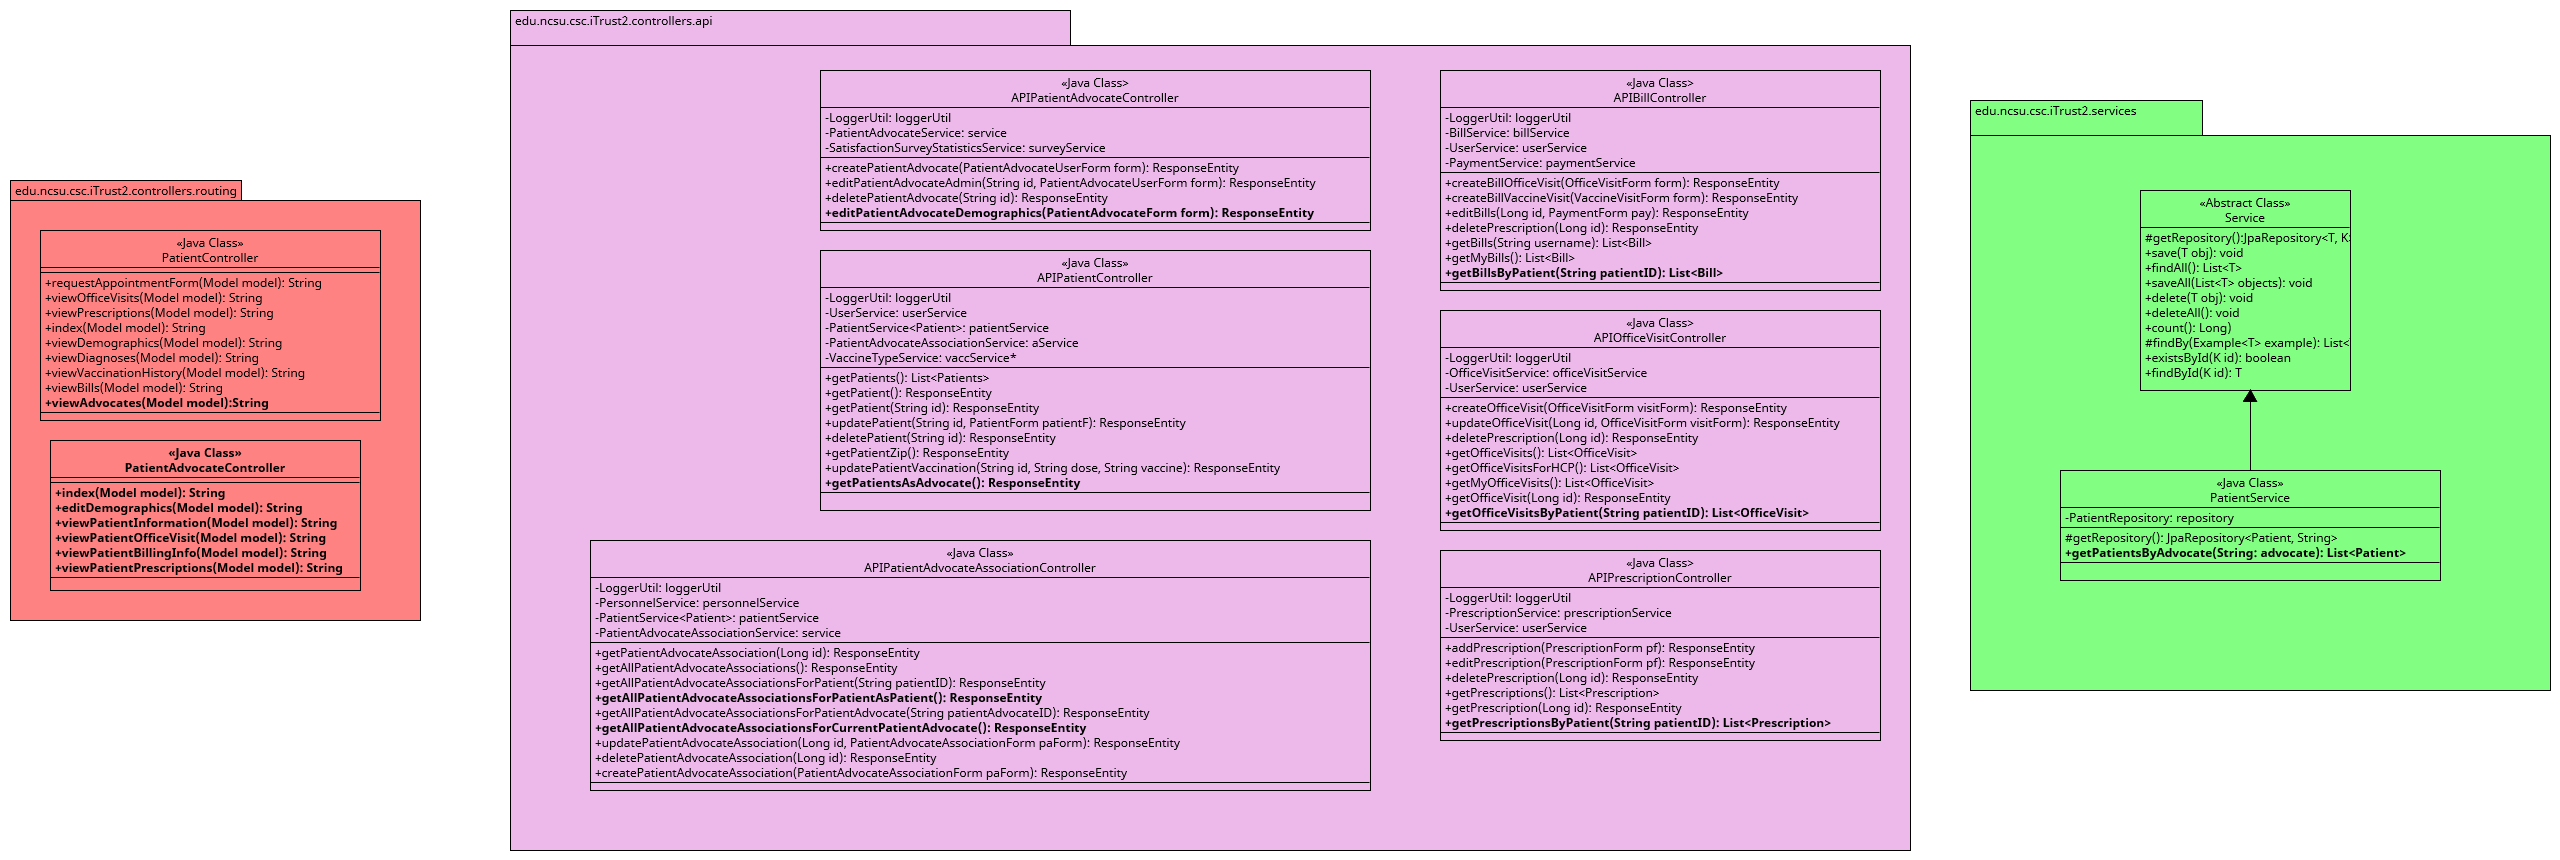 edu.ncsu.csc.iTrust2.controllers.routing
«Java Class»
PatientController
+requestAppointmentForm(Model model): String
+viewOfficeVisits(Model model): String
+viewPrescriptions(Model model): String
+index(Model model): String
+viewDemographics(Model model): String
+viewDiagnoses(Model model): String
+viewVaccinationHistory(Model model): String
+viewBills(Model model): String
+viewAdvocates(Model model):String
«Java Class»
PatientAdvocateController
+index(Model model): String
+editDemographics(Model model): String
+viewPatientInformation(Model model): String
+viewPatientOfficeVisit(Model model): String
+viewPatientBillingInfo(Model model): String
+viewPatientPrescriptions(Model model): String
edu.ncsu.csc.iTrust2.controllers.api
«Java Class>
APIPatientAdvocateController
-LoggerUtil: loggerUtil
-PatientAdvocateService: service
-SatisfactionSurveyStatisticsService: surveyService
+createPatientAdvocate(PatientAdvocateUserForm form): ResponseEntity
+editPatientAdvocateAdmin(String id, PatientAdvocateUserForm form): ResponseEntity
+deletePatientAdvocate(String id): ResponseEntity
+editPatientAdvocateDemographics(PatientAdvocateForm form): ResponseEntity
«Java Class>
APIPatientController
-LoggerUtil: loggerUtil
-UserService: userService
-PatientService<Patient>: patientService
-PatientAdvocateAssociationService: aService
-VaccineTypeService: vaccService*
+getPatients(): List<Patients>
+getPatient(): ResponseEntity
+getPatient(String id): ResponseEntity
+updatePatient(String id, PatientForm patientF): ResponseEntity
+deletePatient(String id): ResponseEntity
+getPatientZip(): ResponseEntity
+updatePatientVaccination(String id, String dose, String vaccine): ResponseEntity
+getPatientsAsAdvocate(): ResponseEntity
«Java Class»
APIPatientAdvocateAssociationController
-LoggerUtil: loggerUtil
-PersonnelService: personnelService
-PatientService<Patient>: patientService
-PatientAdvocateAssociationService: service
+getPatientAdvocateAssociation(Long id): ResponseEntity
+getAllPatientAdvocateAssociations(): ResponseEntity
+getAllPatientAdvocateAssociationsForPatient(String patientID): ResponseEntity
+getAllPatientAdvocateAssociationsForPatientAsPatient(): ResponseEntity
+getAllPatientAdvocateAssociationsForPatientAdvocate(String patientAdvocateID): ResponseEntity
+getAllPatientAdvocateAssociationsForCurrentPatientAdvocate(): ResponseEntity
+updatePatientAdvocateAssociation(Long id, PatientAdvocateAssociationForm paForm): ResponseEntity
+deletePatientAdvocateAssociation(Long id): ResponseEntity
+createPatientAdvocateAssociation(PatientAdvocateAssociationForm paForm): ResponseEntity
«Java Class>
APIBillController
-LoggerUtil: loggerUtil
-BillService: billService
-UserService: userService
-PaymentService: paymentService
+createBillOfficeVisit(OfficeVisitForm form): ResponseEntity
+createBillVaccineVisit(VaccineVisitForm form): ResponseEntity
+editBills(Long id, PaymentForm pay): ResponseEntity
+deletePrescription(Long id): ResponseEntity
+getBills(String username): List<Bill>
+getMyBills(): List<Bill>
+getBillsByPatient(String patientID): List<Bill>
«Java Class>
APIOfficeVisitController
-LoggerUtil: loggerUtil
-OfficeVisitService: officeVisitService
-UserService: userService
+createOfficeVisit(OfficeVisitForm visitForm): ResponseEntity
+updateOfficeVisit(Long id, OfficeVisitForm visitForm): ResponseEntity
+deletePrescription(Long id): ResponseEntity
+getOfficeVisits(): List<OfficeVisit>
+getOfficeVisitsForHCP(): List<OfficeVisit>
+getMyOfficeVisits(): List<OfficeVisit>
+getOfficeVisit(Long id): ResponseEntity
+getOfficeVisitsByPatient(String patientID): List<OfficeVisit>
«Java Class>
APIPrescriptionController
-LoggerUtil: loggerUtil
-PrescriptionService: prescriptionService
-UserService: userService
+addPrescription(PrescriptionForm pf): ResponseEntity
+editPrescription(PrescriptionForm pf): ResponseEntity
+deletePrescription(Long id): ResponseEntity
+getPrescriptions(): List<Prescription>
+getPrescription(Long id): ResponseEntity
+getPrescriptionsByPatient(String patientID): List<Prescription>
edu.ncsu.csc.iTrust2.services
«Abstract Class»
Service
#getRepository():JpaRepository<T, K>
+save(T obj): void
+findAll(): List<T>
+saveAll(List<T> objects): void
+delete(T obj): void
+deleteAll(): void
+count(): Long)
#findBy(Example<T> example): List<
+existsById(K id): boolean
+findById(K id): T
«Java Class»
PatientService
-PatientRepository: repository
#getRepository(): JpaRepository<Patient, String>
+getPatientsByAdvocate(String: advocate): List<Patient>